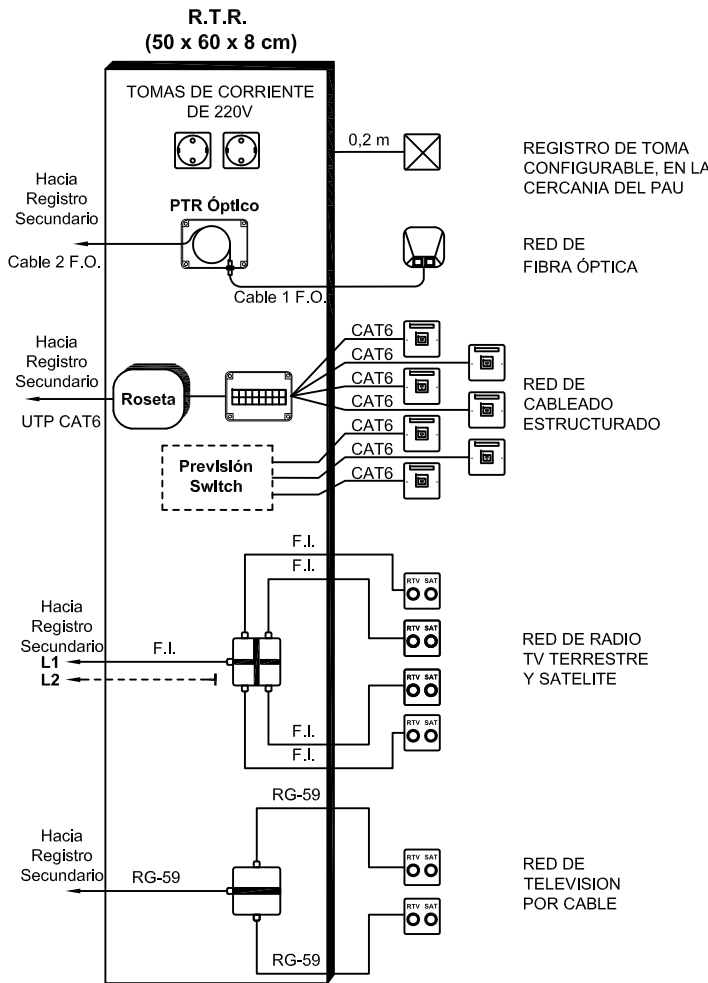 R.T.R.
(50 x 60 x 8 cm)
TOMAS DE CORRIENTE
DE 220V
0,2 m
REGISTRO DE TOMA
CONFIGURABLE, EN LA
CERCANIA DEL PAU
Hacia
Registro
Secundario
Cable 2 F.O.
PTR Óptico
Cable 1 F.O.
RED DE
FIBRA ÓPTICA
Hacia
Registro
Secundario
UTP CAT6
Roseta
CAT6
CAT6
CAT6
CAT6
CAT6
CAT6
CAT6
RED DE
CABLEADO
ESTRUCTURADO
Previsión
Switch
F.I.
F.I.
Hacia
Registro
Secundario
L1
L2
F.I.
F.I.
F.I.
RTV SAT
RTV SAT
RTV SAT
RTV SAT
RED DE RADIO
TV TERRESTRE
Y SATELITE
RG-59
Hacia
Registro
Secundario
RG-59
RG-59
RTV SAT
RTV SAT
RED DE
TELEVISION
POR CABLE